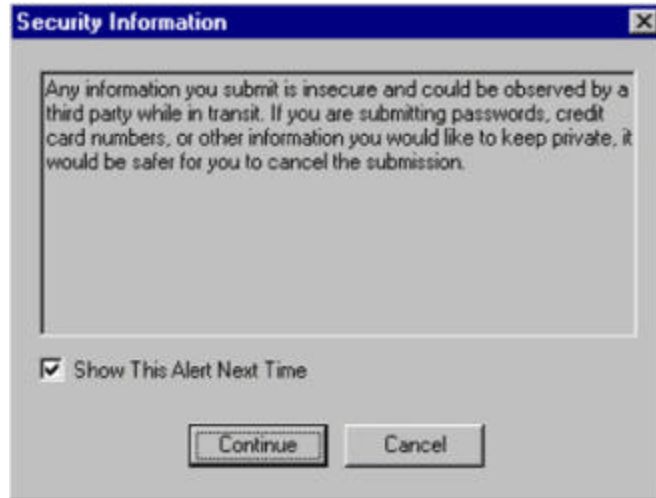 Security Information
Any information you submit is insecure and could be observed by a
third party while in transit. If you are submitting passwords, credit
card numbers, or other information you would like to keep private, it
would be safer for you to cancel the submission.
Show This Alert Next Time
Continue Cancel